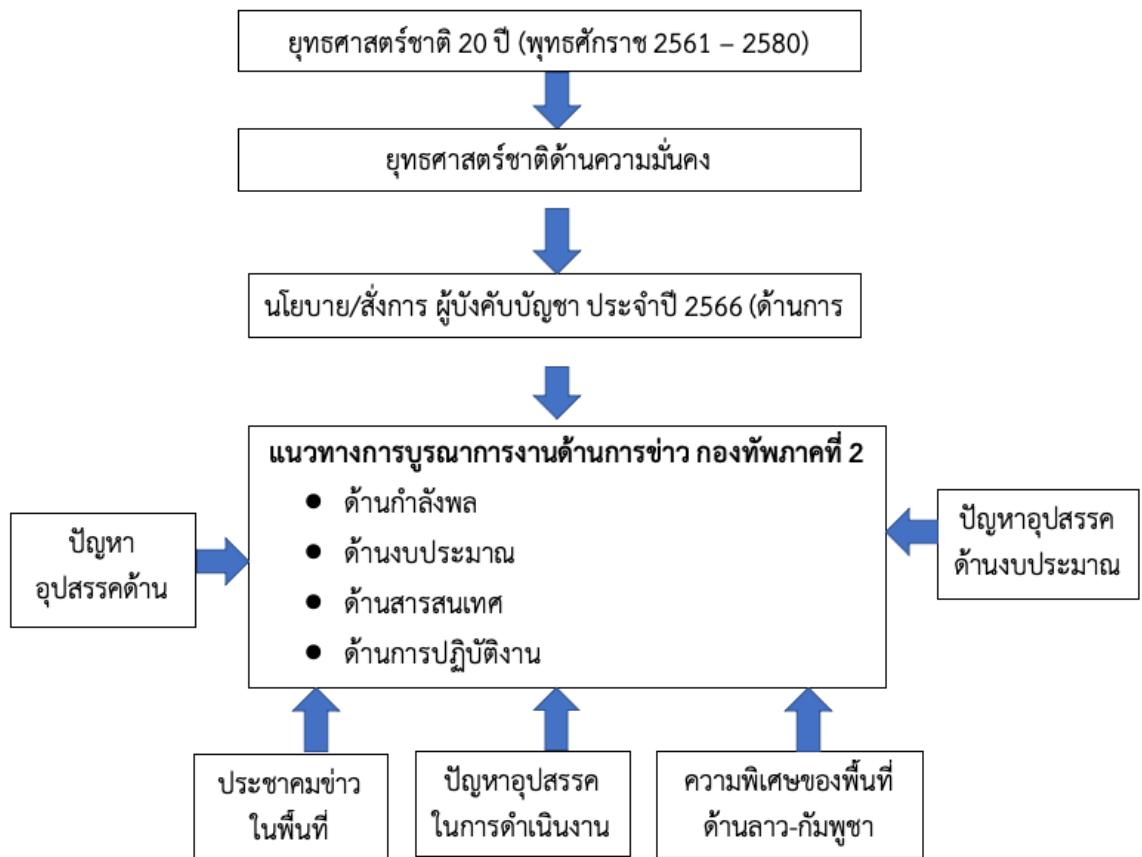 ยุทธศาสตร์ชาติ 20 ปี (พุทธศักราช 2561 – 2580)
ยุทธศาสตร์ชาติด้านความมั่นคง
นโยบาย/สั่งการ ผู้บังคับบัญชา ประจำปี 2566 (ด้านการ
แนวทางการบูรณาการงานด้านการข่าว กองทัพภาคที่ 2
● ด้านกำลังพล
● ด้านงบประมาณ
● ด้านสารสนเทศ
● ด้านการปฏิบัติงาน
ปัญหา
อุปสรรคด้าน
ปัญหาอุปสรรค
ด้านงบประมาณ
ประชาคมข่าว
ในพื้นที่
ปัญหาอุปสรรค
ในการดำเนินงาน
ความพิเศษของพื้นที่
ด้านลาว-กัมพูชา